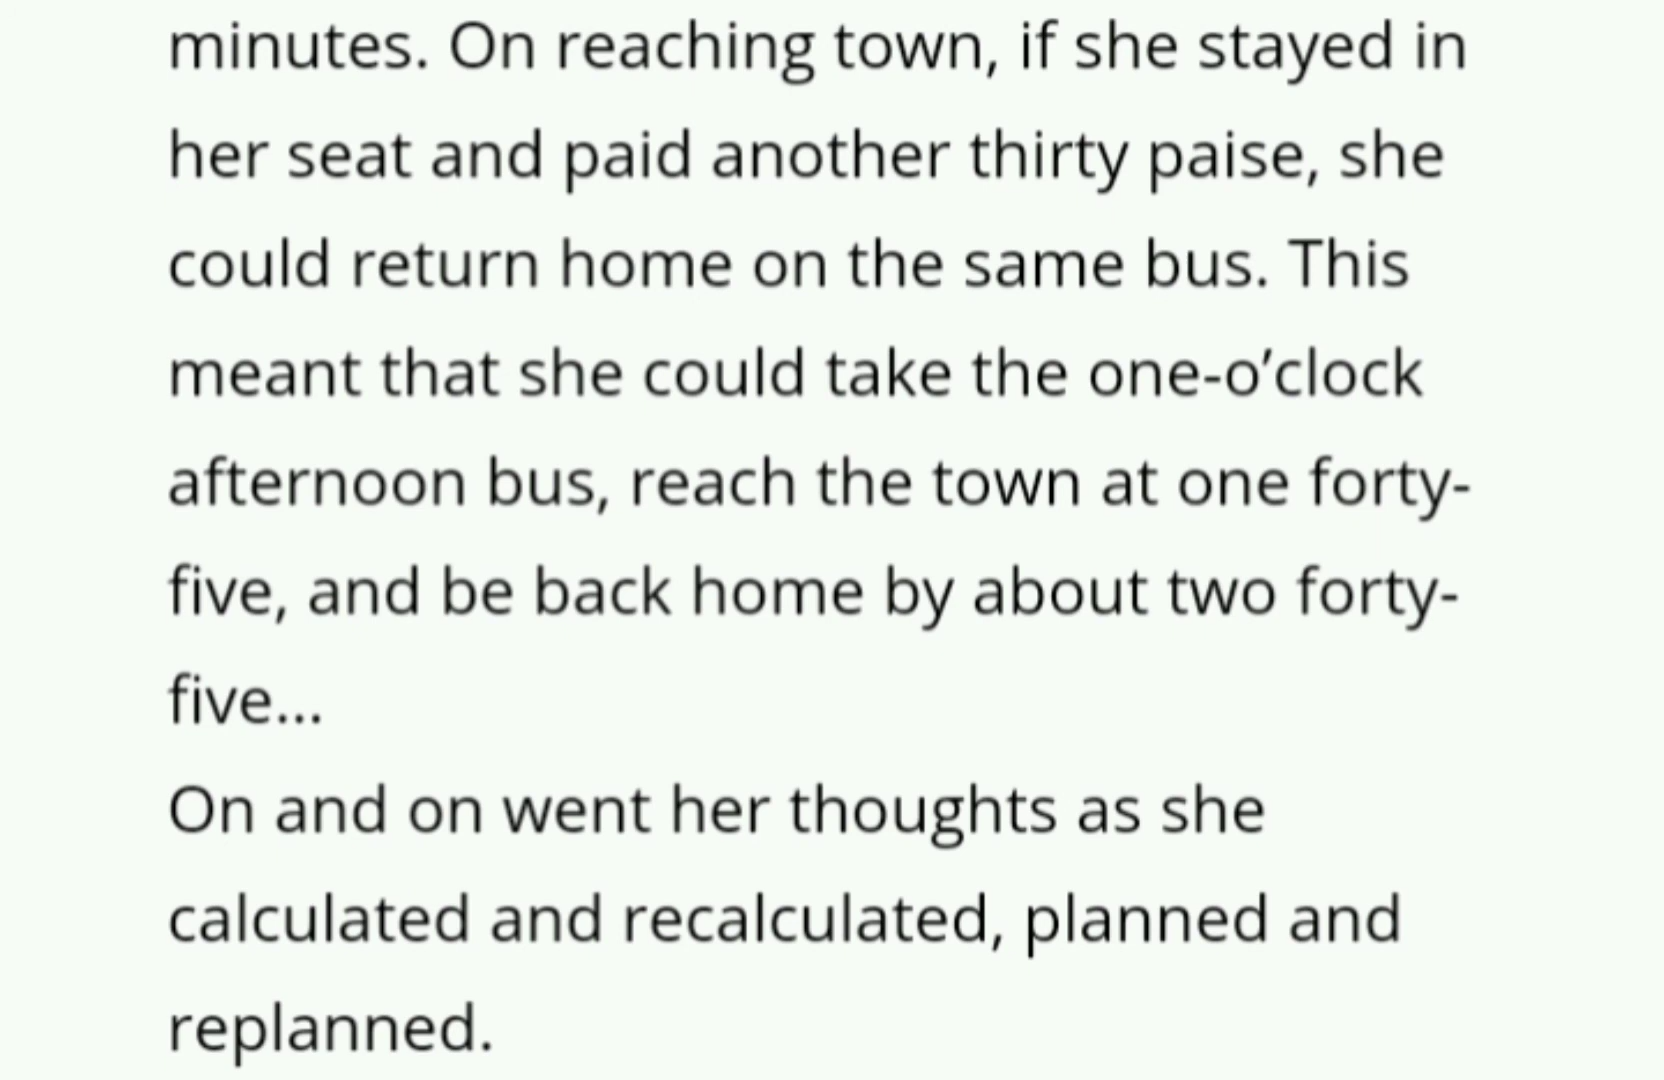 minutes. On reaching town, if she stayed in
her seat and paid another thirty paise, she
could return home on the same bus. This
meant that she could take the one-o’clock
afternoon bus, reach the town at one forty-
five, and be back home by about two forty-
five...
On and on went her thoughts as she
calculated and recalculated, planned and
replanned.